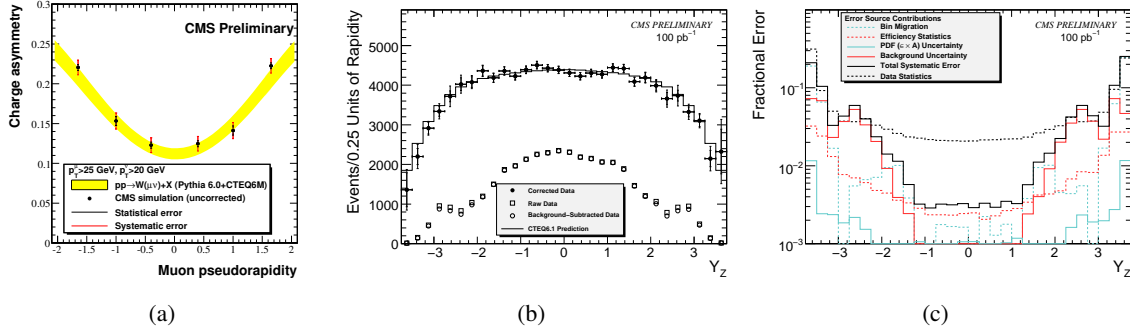 CMS Preliminary
Charge asymmetry
0.3
0.25
0.2
0.15
0.1
0.05
0
p_T^μ>25 GeV, p_T^ν>20 GeV
pp→W(μν)+X (Pythia 6.0+CTEQ6M)
CMS simulation (uncorrected)
Statistical error
Systematic error
-2 -1.5 -1 -0.5 0 0.5 1 1.5 2
Muon pseudorapidity
(a)
CMS PRELIMINARY
100 pb⁻¹
Events/0.25 Units of Rapidity
5000
4000
3000
2000
1000
0
Corrected Data
Raw Data
Background−Subtracted Data
CTEQ6.1 Prediction
−3 −2 −1 0 1 2 3
Y_Z
(b)
CMS PRELIMINARY
100 pb⁻¹
Fractional Error
Error Source Contributions
Bin Migration
Efficiency Statistics
PDF (ε × A) Uncertainty
Background Uncertainty
Total Systematic Error
Data Statistics
10⁻¹
10⁻²
10⁻³
−3 −2 −1 0 1 2 3
Y_Z
(c)